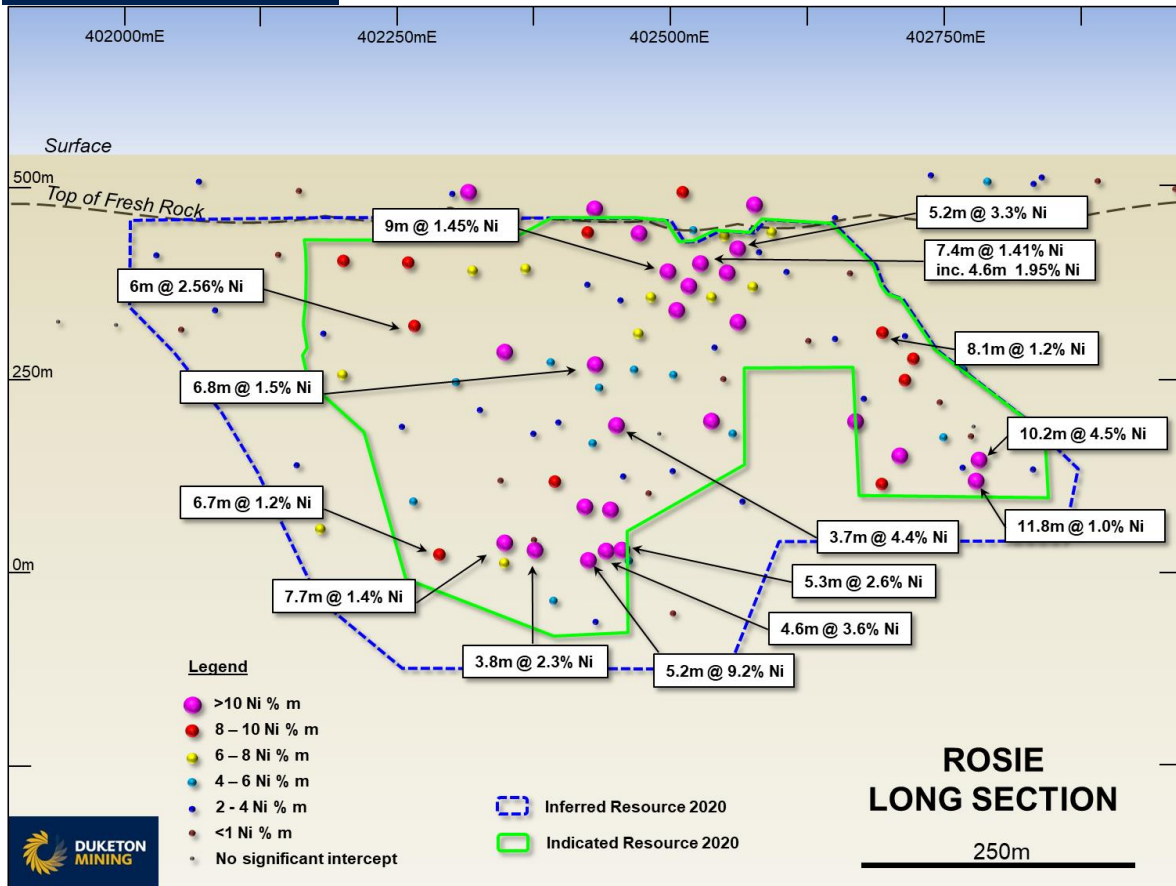 402000mE
402250mE
402500mE
402750mE
Surface
500m
Top of Fresh Rock
9m @ 1.45% Ni
5.2m @ 3.3% Ni
7.4m @ 1.41% Ni
inc. 4.6m 1.95% Ni
6m @ 2.56% Ni
8.1m @ 1.2% Ni
250m
6.8m @ 1.5% Ni
10.2m @ 4.5% Ni
6.7m @ 1.2% Ni
11.8m @ 1.0% Ni
3.7m @ 4.4% Ni
0m
5.3m @ 2.6% Ni
7.7m @ 1.4% Ni
4.6m @ 3.6% Ni
3.8m @ 2.3% Ni
5.2m @ 9.2% Ni
Legend
>10 Ni % m
8 – 10 Ni % m
6 – 8 Ni % m
4 – 6 Ni % m
2 - 4 Ni % m
<1 Ni % m
No significant intercept
Inferred Resource 2020
Indicated Resource 2020
ROSIE
LONG SECTION
250m
DUKETON
MINING